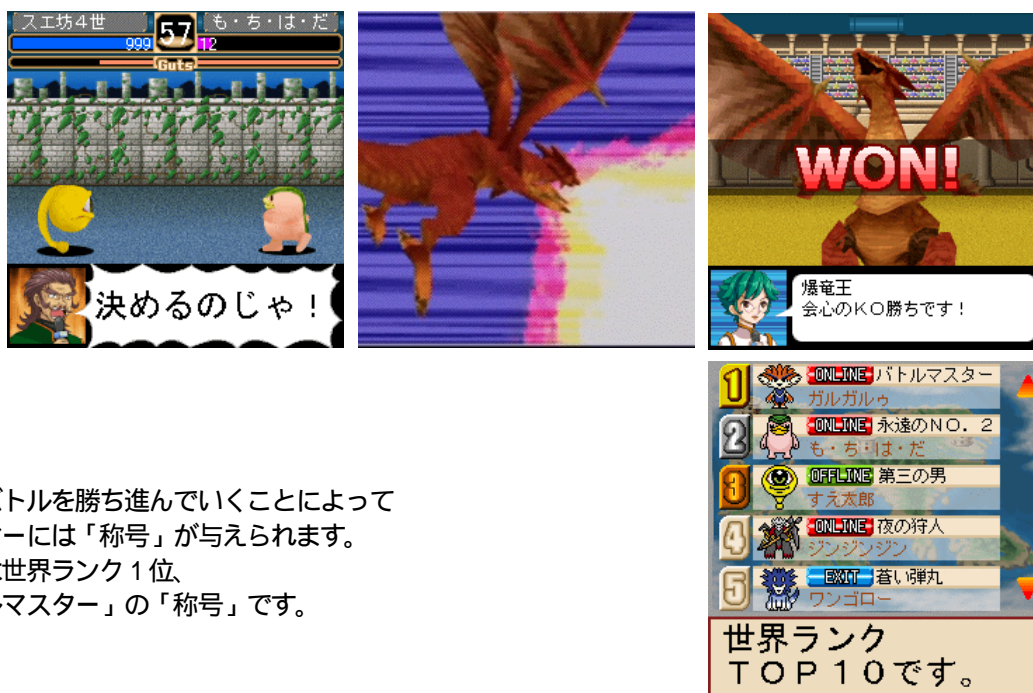 スエ坊4世
57
も・ち・は・だ
999
12
Guts
決めるのじゃ！
WON!
爆竜王
会心のKO勝ちです！
1
ONLINE バトルマスター
ガルガルゥ
2
ONLINE 永遠のNO．2
も・ち・は・だ
3
OFFLINE 第三の男
すえ太郎
4
ONLINE 夜の狩人
ジンジンジン
5
EXIT 蒼い弾丸
ワンゴロー
世界ランク
TOP10です。
バトルを勝ち進んでいくことによって
ーには「称号」が与えられます。
世界ランク1位、
マスター」の「称号」です。